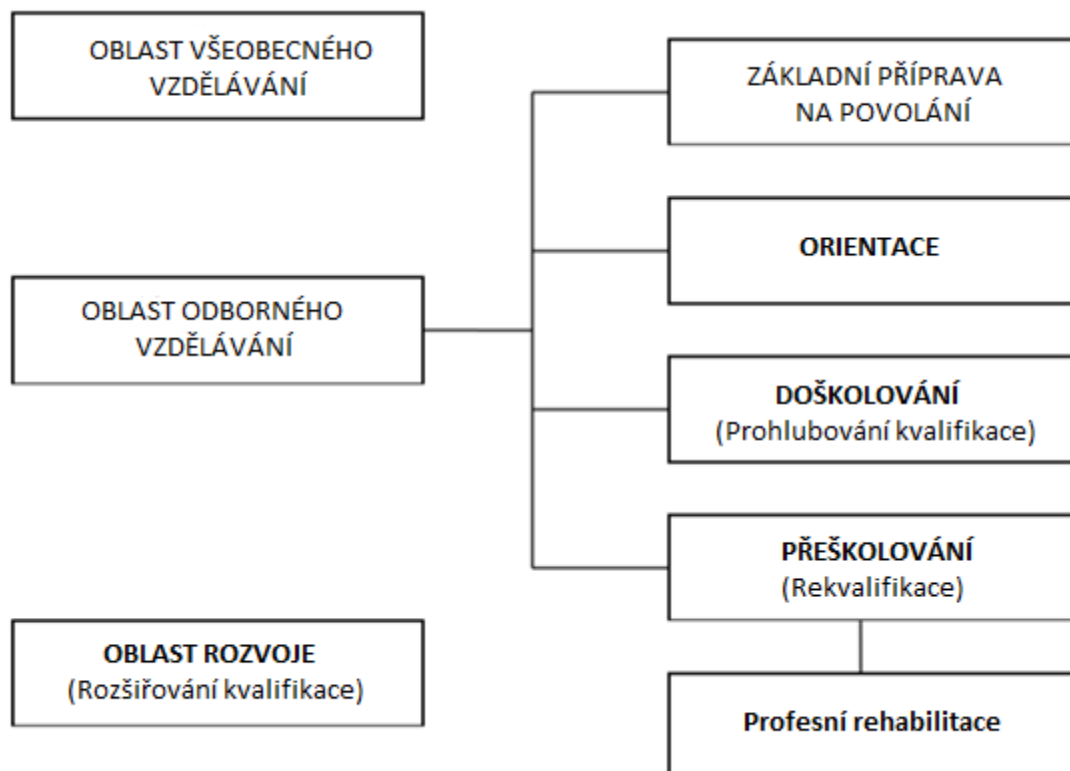 OBLAST VŠEOBECNÉHO
VZDĚLÁVÁNÍ
ZÁKLADNÍ PŘÍPRAVA
NA POVOLÁNÍ
ORIENTACE
OBLAST ODBORNÉHO
VZDĚLÁVÁNÍ
DOŠKOLOVÁNÍ
(Prohlubování kvalifikace)
PŘEŠKOLOVÁNÍ
(Rekvalifikace)
OBLAST ROZVOJE
(Rozšiřování kvalifikace)
Profesní rehabilitace